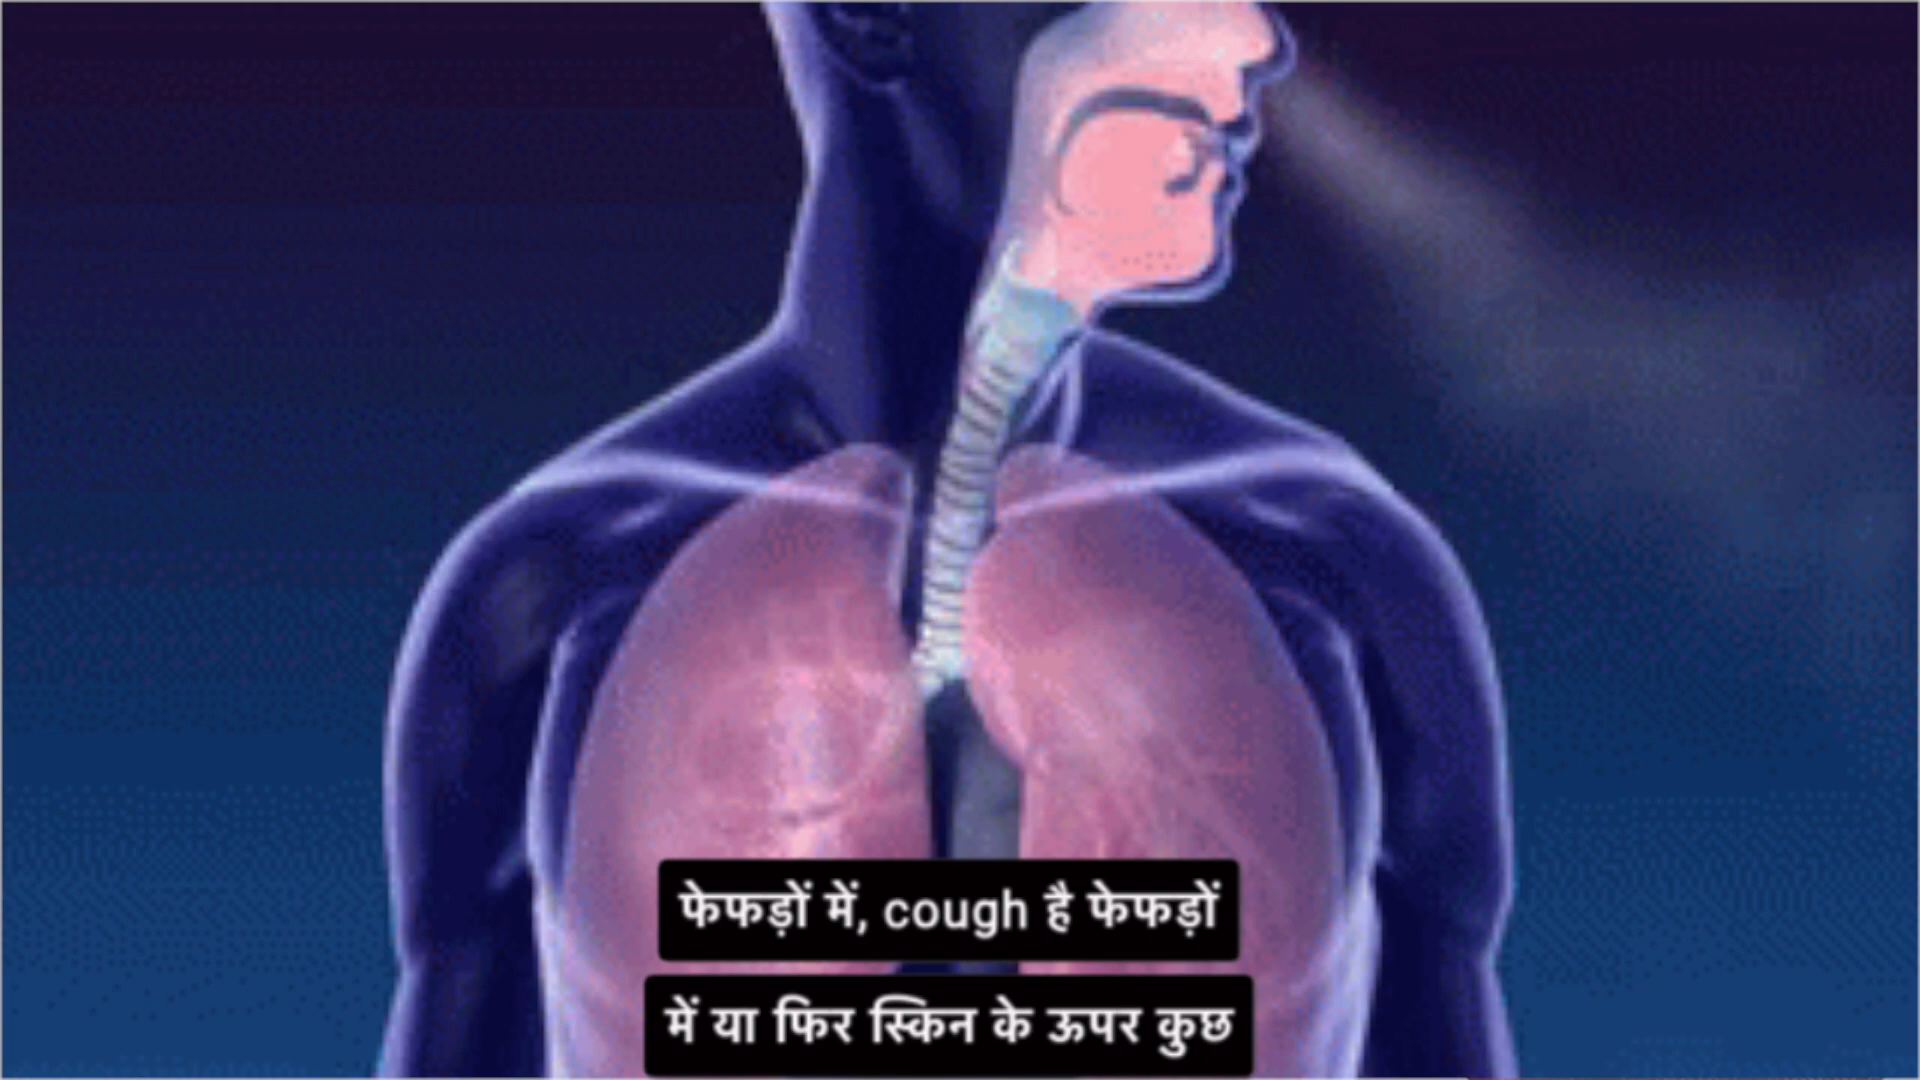 फेफड़ों में, cough है फेफड़ों
में या फिर स्किन के ऊपर कुछ